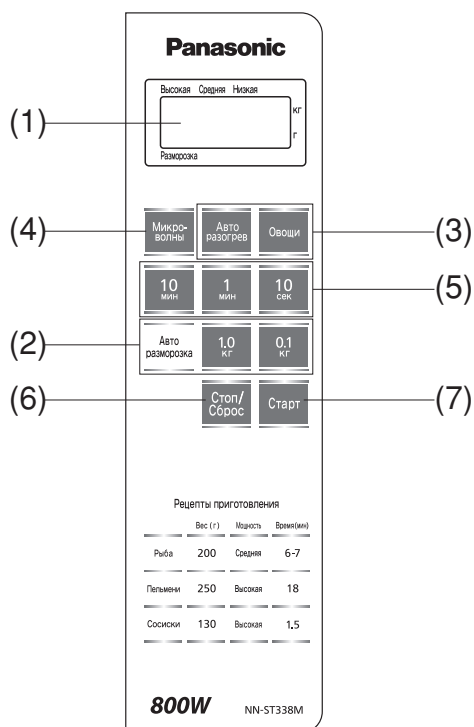 Panasonic
Высокая Средняя Низкая
кг
г
Разморозка
(1)
(4) Микро-волны Авто разогрев Овощи (3)
10 мин 1 мин 10 сек (5)
(2) Авто разморозка 1.0 кг 0.1 кг
(6) Стоп/Сброс Старт (7)
Рецепты приготовления
Вес (г) Мощность Время(мин)
Рыба 200 Средняя 6-7
Пельмени 250 Высокая 18
Сосиски 130 Высокая 1.5
800W NN-ST338M